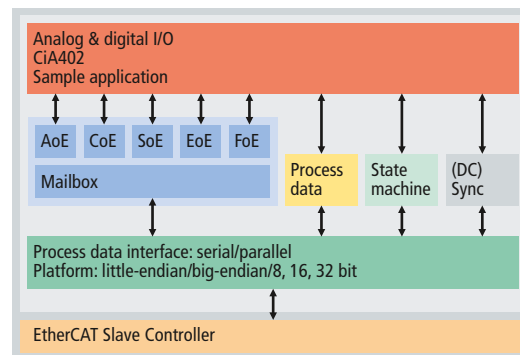 Analog & digital I/O
CiA402
Sample application
AoE
CoE
SoE
EoE
FoE
Mailbox
Process
data
State
machine
(DC)
Sync
Process data interface: serial/parallel
Platform: little-endian/big-endian/8, 16, 32 bit
EtherCAT Slave Controller